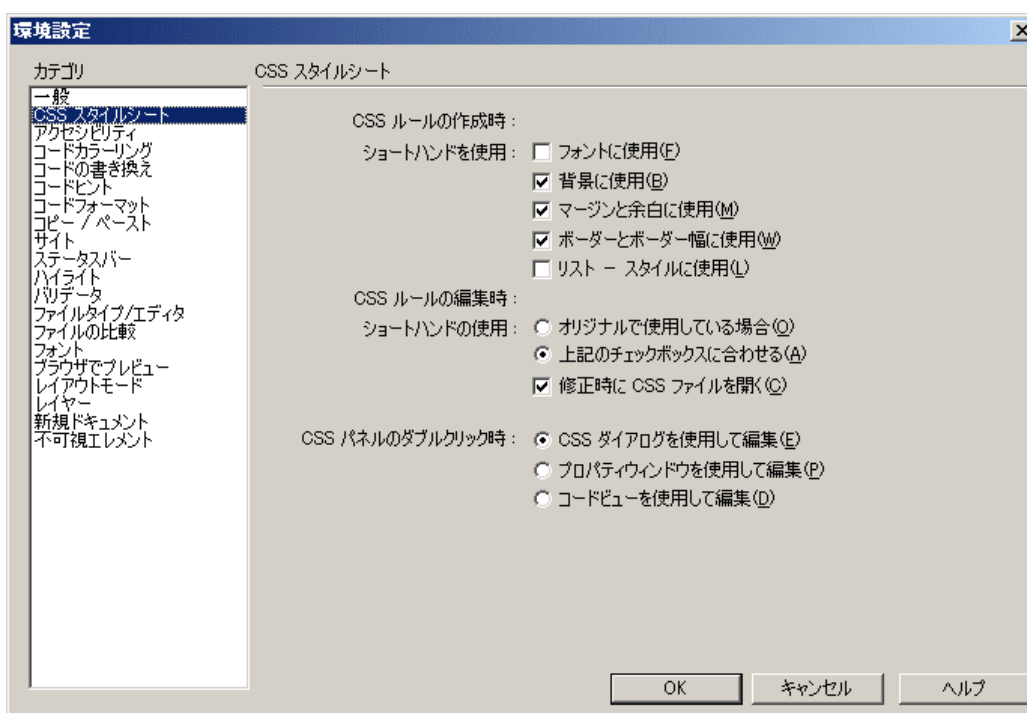 環境設定
カテゴリ
一般
CSS スタイルシート
アクセシビリティ
コードカラーリング
コードの書き換え
コードヒント
コードフォーマット
コピー / ペースト
サイト
ステータスバー
ハイライト
バリデータ
ファイルタイプ/エディタ
ファイルの比較
フォント
ブラウザでプレビュー
レイアウトモード
レイヤー
新規ドキュメント
不可視エレメント
CSS スタイルシート
CSS ルールの作成時 :
ショートハンドを使用 : フォントに使用(F)
背景に使用(B)
マージンと余白に使用(M)
ボーダーとボーダー幅に使用(W)
リスト － スタイルに使用(L)
CSS ルールの編集時 :
ショートハンドの使用 : オリジナルで使用している場合(O)
上記のチェックボックスに合わせる(A)
修正時に CSS ファイルを開く(C)
CSS パネルのダブルクリック時 : CSS ダイアログを使用して編集(E)
プロパティウィンドウを使用して編集(P)
コードビューを使用して編集(D)
OK キャンセル ヘルプ